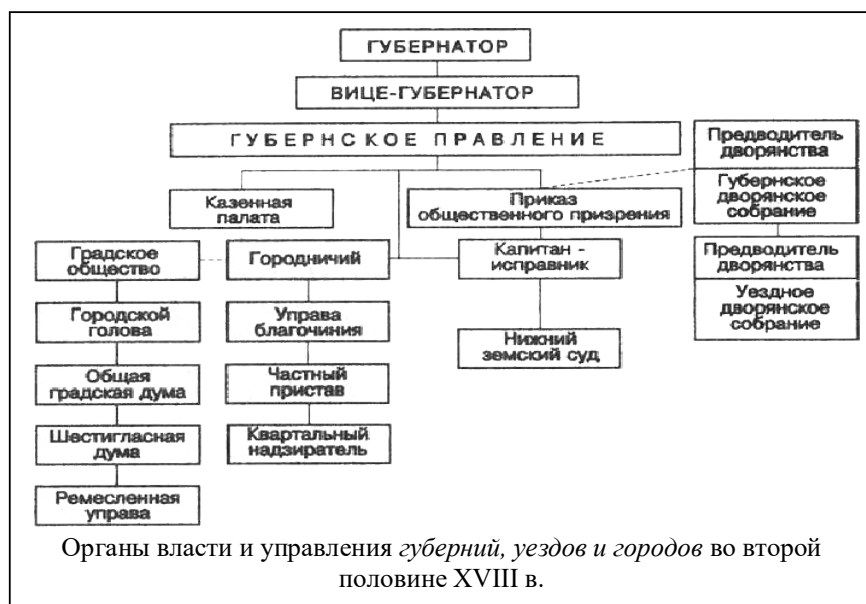 ГУБЕРНАТОР
ВИЦЕ-ГУБЕРНАТОР
ГУБЕРНСКОЕ ПРАВЛЕНИЕ
Предводитель
дворянства
Казенная
палата
Приказ
общественного призрения
Губернское
дворянское
собрание
Градское
общество
Городничий
Капитан -
исправник
Предводитель
дворянства
Городской
голова
Управа
благочиния
Уездное
дворянское
собрание
Нижний
земский суд
Общая
градская дума
Частный
пристав
Шестигласная
дума
Квартальный
надзиратель
Ремесленная
управа
Органы власти и управления губерний, уездов и городов во второй
половине XVIII в.